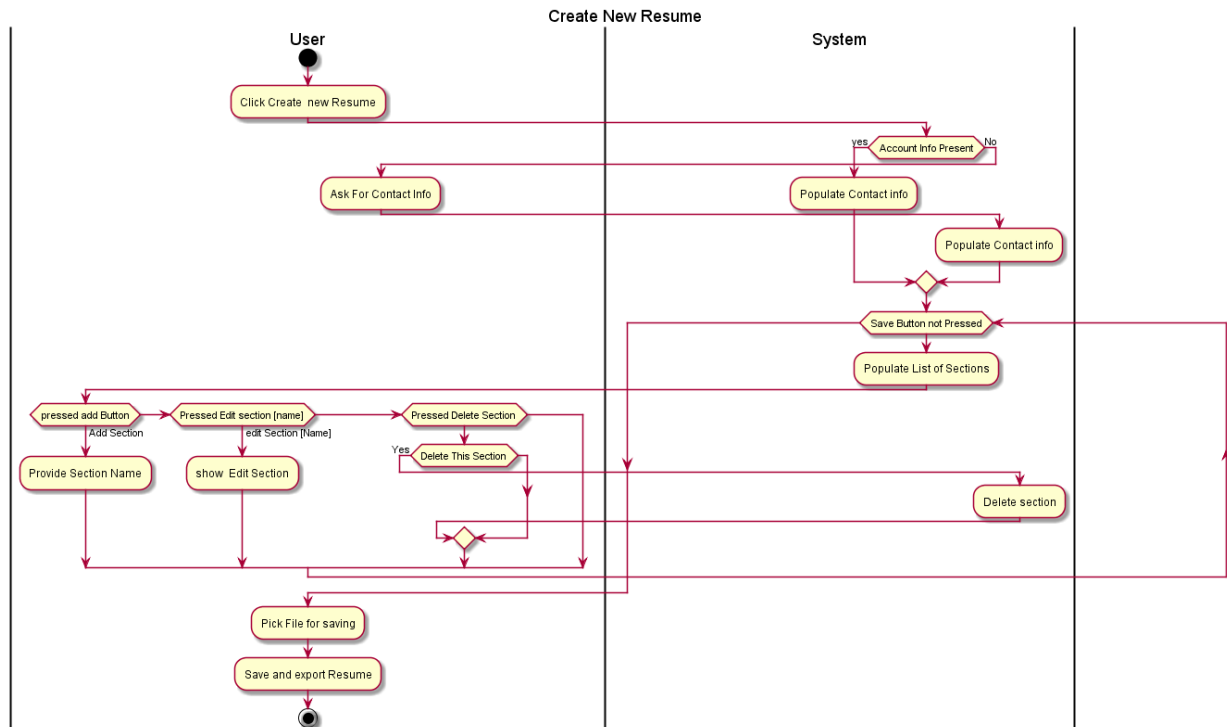 Create New Resume
User
System
Click Create  new Resume
Account Info Present
yes
No
Ask For Contact Info
Populate Contact info
Populate Contact info
Save Button not Pressed
Populate List of Sections
pressed add Button
Pressed Edit section [name]
Pressed Delete Section
Add Section
edit Section [Name]
Yes
Delete This Section
Provide Section Name
show  Edit Section
Delete section
Pick File for saving
Save and export Resume